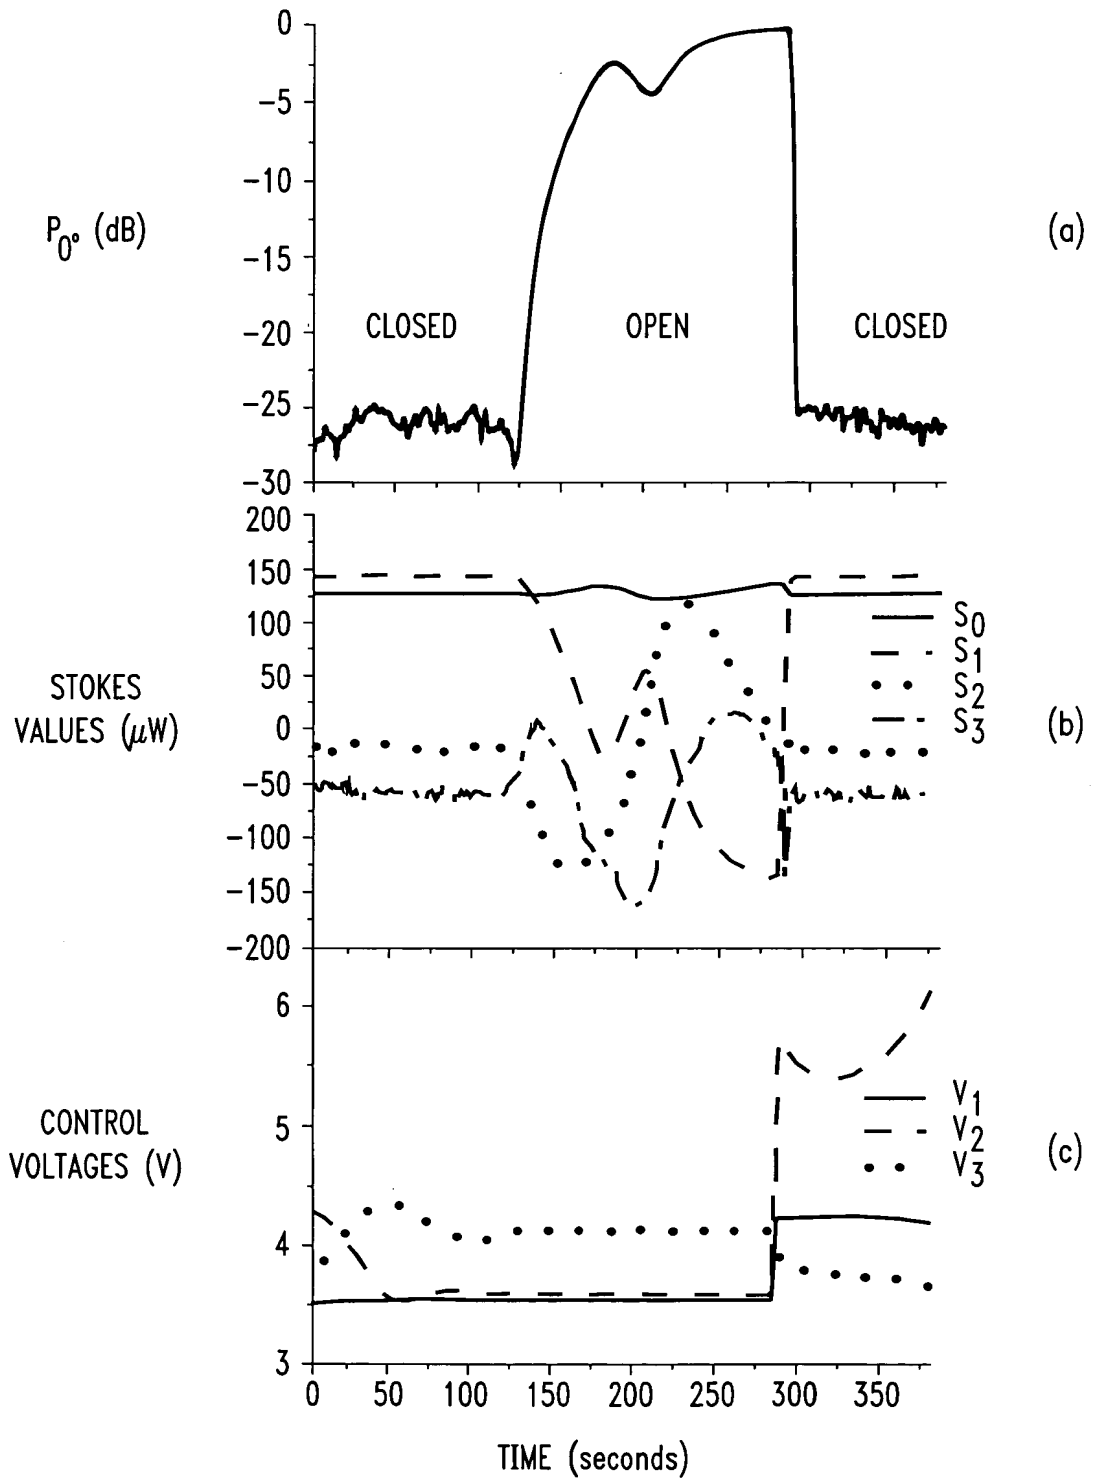 0
-5
-10
-15
-20
-25
-30
P0° (dB)
CLOSED
OPEN
CLOSED
(a)
200
150
100
50
0
-50
-100
-150
-200
STOKES
VALUES (μW)
S0
S1
S2
S3
(b)
6
5
4
3
CONTROL
VOLTAGES (V)
V1
V2
V3
(c)
0 50 100 150 200 250 300 350
TIME (seconds)